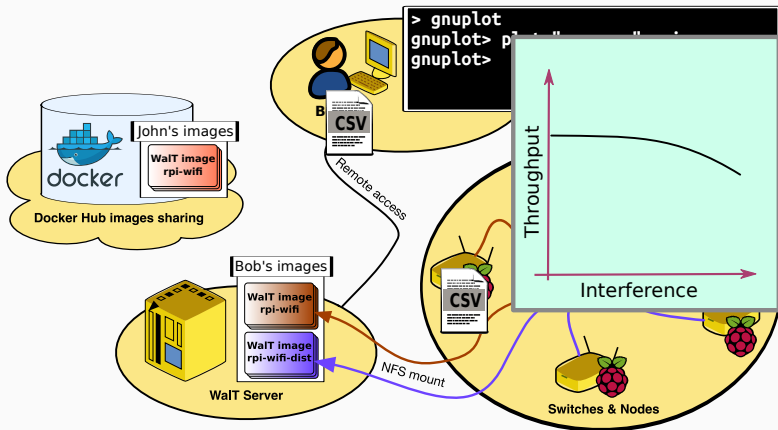 > gnuplot
gnuplot>
gnuplot>
CSV
Throughput
Interference
John's images
WalT image
rpi-wifi
docker
Docker Hub images sharing
Remote access
Bob's images
WalT image
rpi-wifi
WalT image
rpi-wifi-dist
CSV
NFS mount
WalT Server
Switches & Nodes